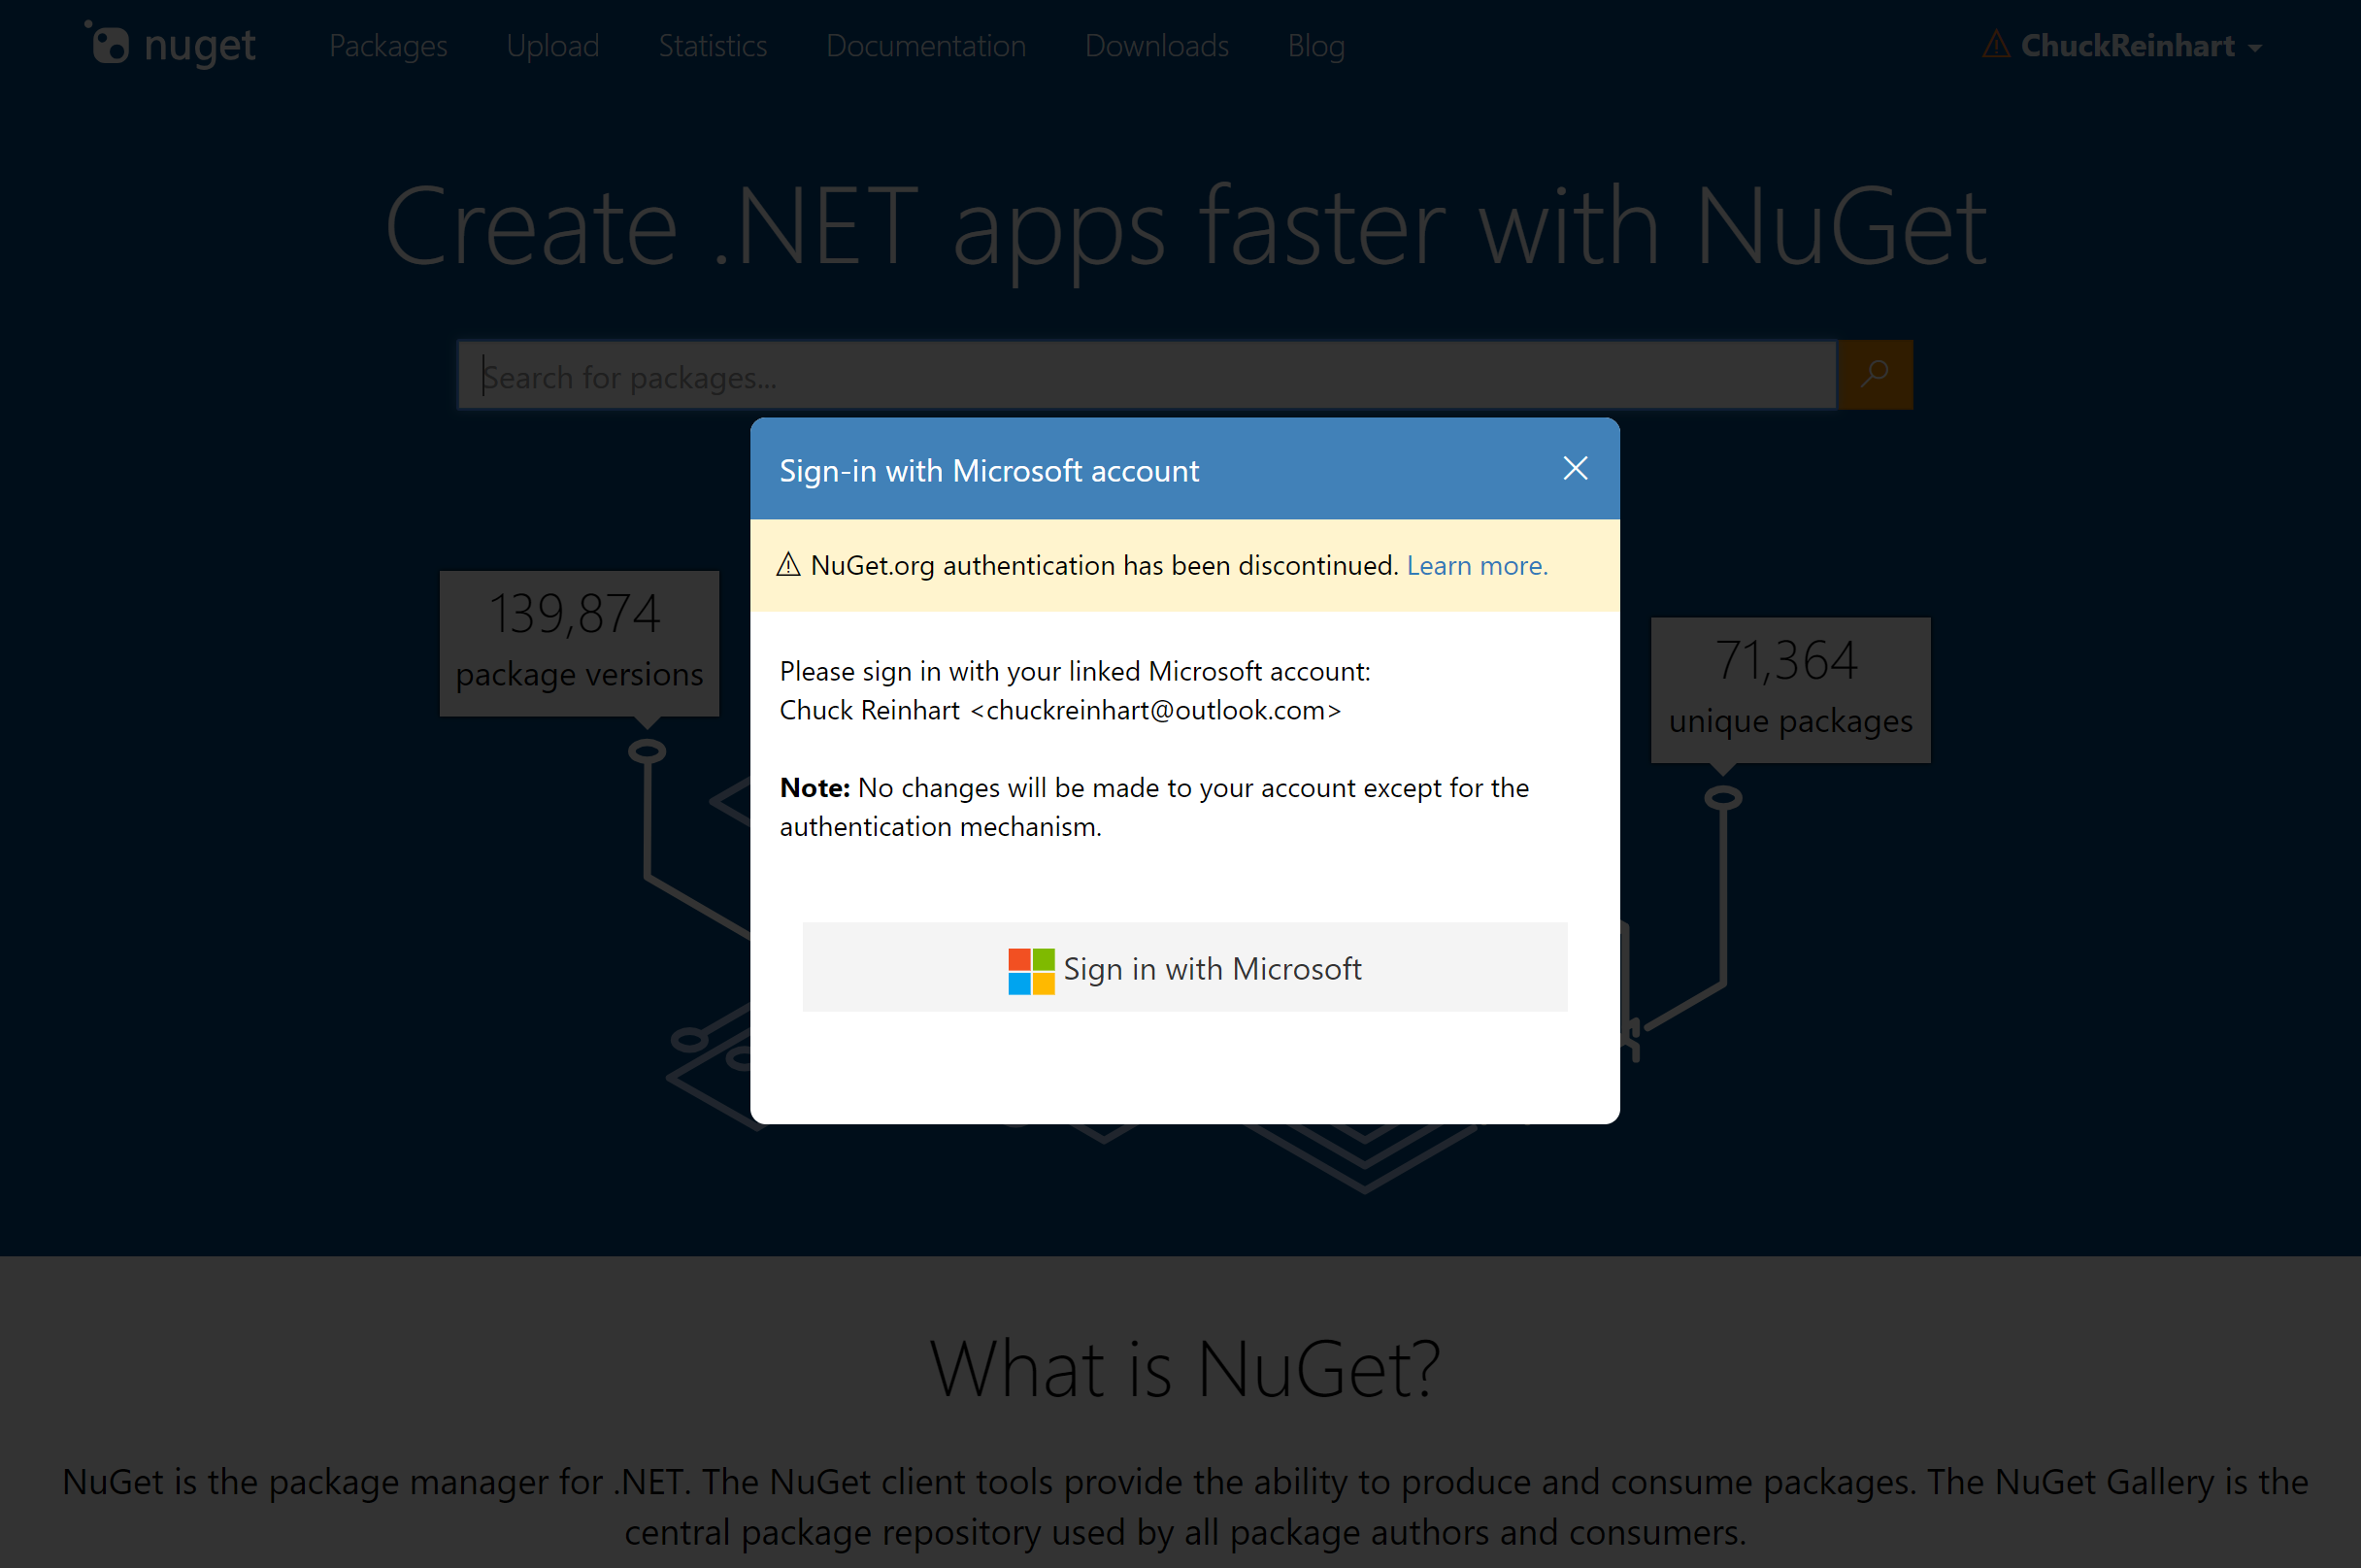 nuget
Packages
Upload
Statistics
Documentation
Downloads
Blog
ChuckReinhart
Create .NET apps faster with NuGet
Search for packages...
Sign-in with Microsoft account
NuGet.org authentication has been discontinued. Learn more.
139,874
package versions
71,364
unique packages
Please sign in with your linked Microsoft account:
Chuck Reinhart <chuckreinhart@outlook.com>
Note: No changes will be made to your account except for the
authentication mechanism.
Sign in with Microsoft
What is NuGet?
NuGet is the package manager for .NET. The NuGet client tools provide the ability to produce and consume packages. The NuGet Gallery is the
central package repository used by all package authors and consumers.